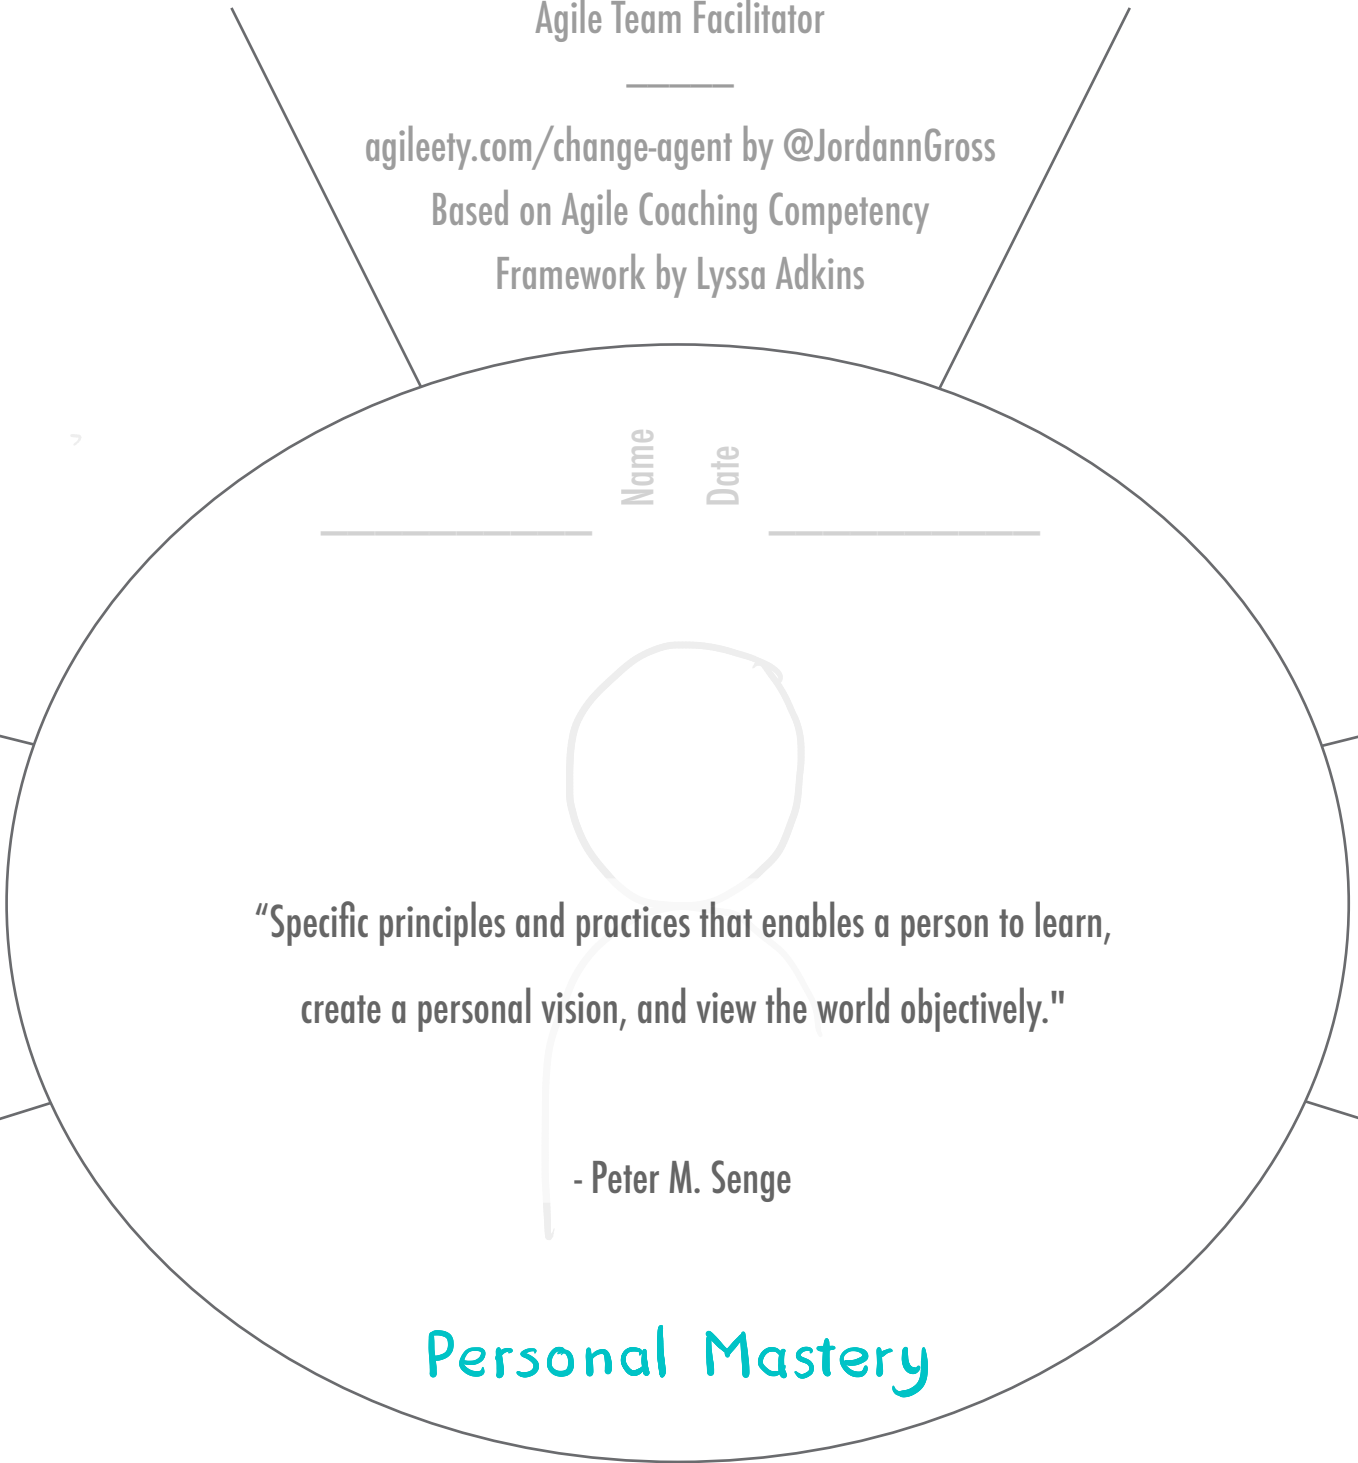 Agile Team Facilitator
agileety.com/change-agent by @JordannGross
Based on Agile Coaching Competency
Framework by Lyssa Adkins
Name
Date
“Specific principles and practices that enables a person to learn,
create a personal vision, and view the world objectively."
- Peter M. Senge
Personal Mastery